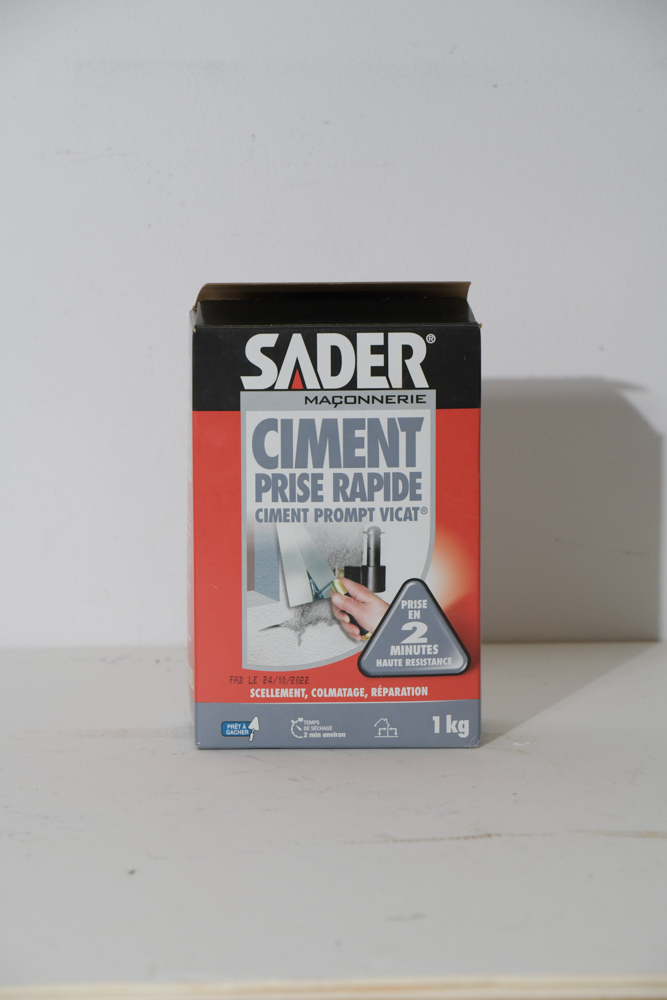 SADER®
MAÇONNERIE
CIMENT
PRISE RAPIDE
CIMENT PROMPT VICAT®
PRISE
EN
2
MINUTES
HAUTE RESISTANCE
FAB LE 24/10/2022
SCELLEMENT, COLMATAGE, RÉPARATION
PRÊT À
GÂCHER
TEMPS
DE SÉCHAGE
2 min environ
1 kg